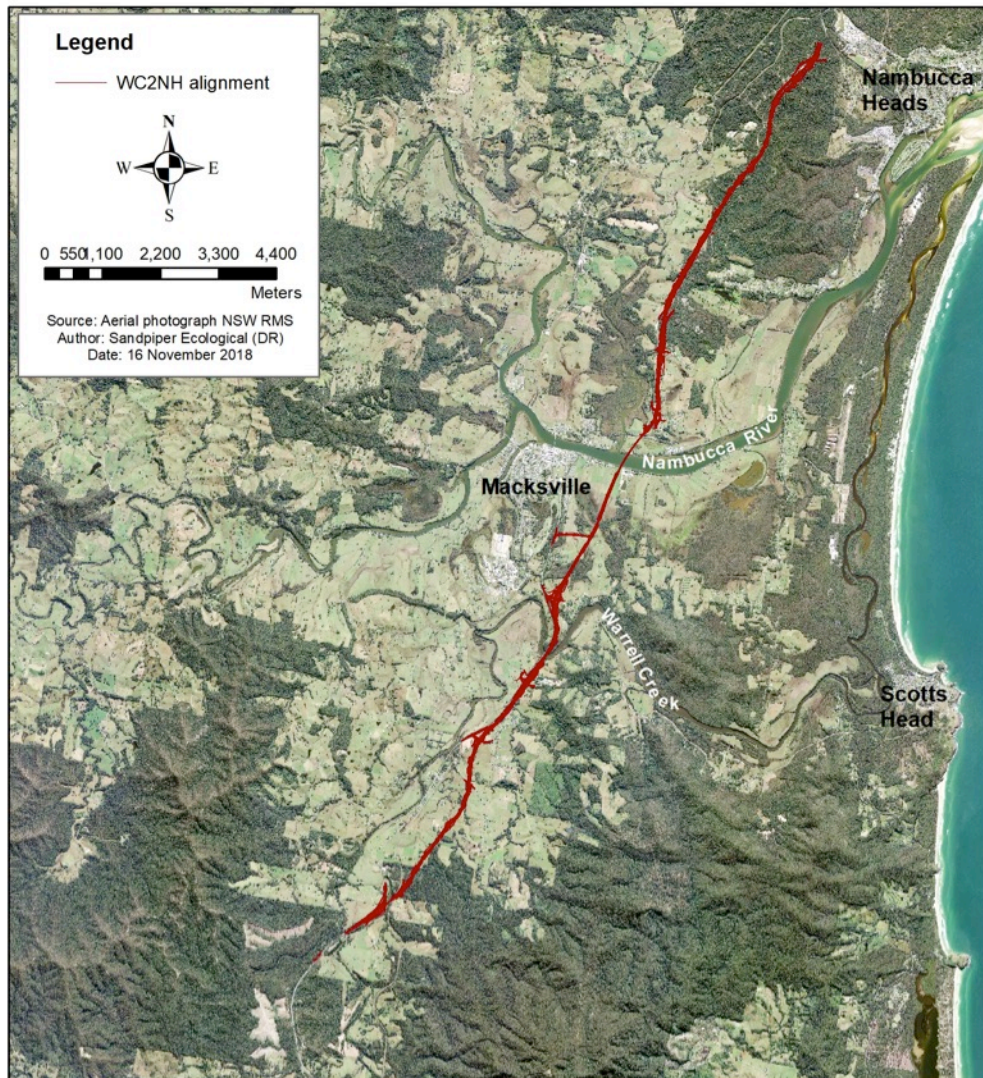 Legend
WC2NH alignment
N
W E
S
0 550 1,100 2,200 3,300 4,400
Meters
Source: Aerial photograph NSW RMS
Author: Sandpiper Ecological (DR)
Date: 16 November 2018
Nambucca
Heads
Nambucca River
Macksville
Warrell Creek
Scotts
Head